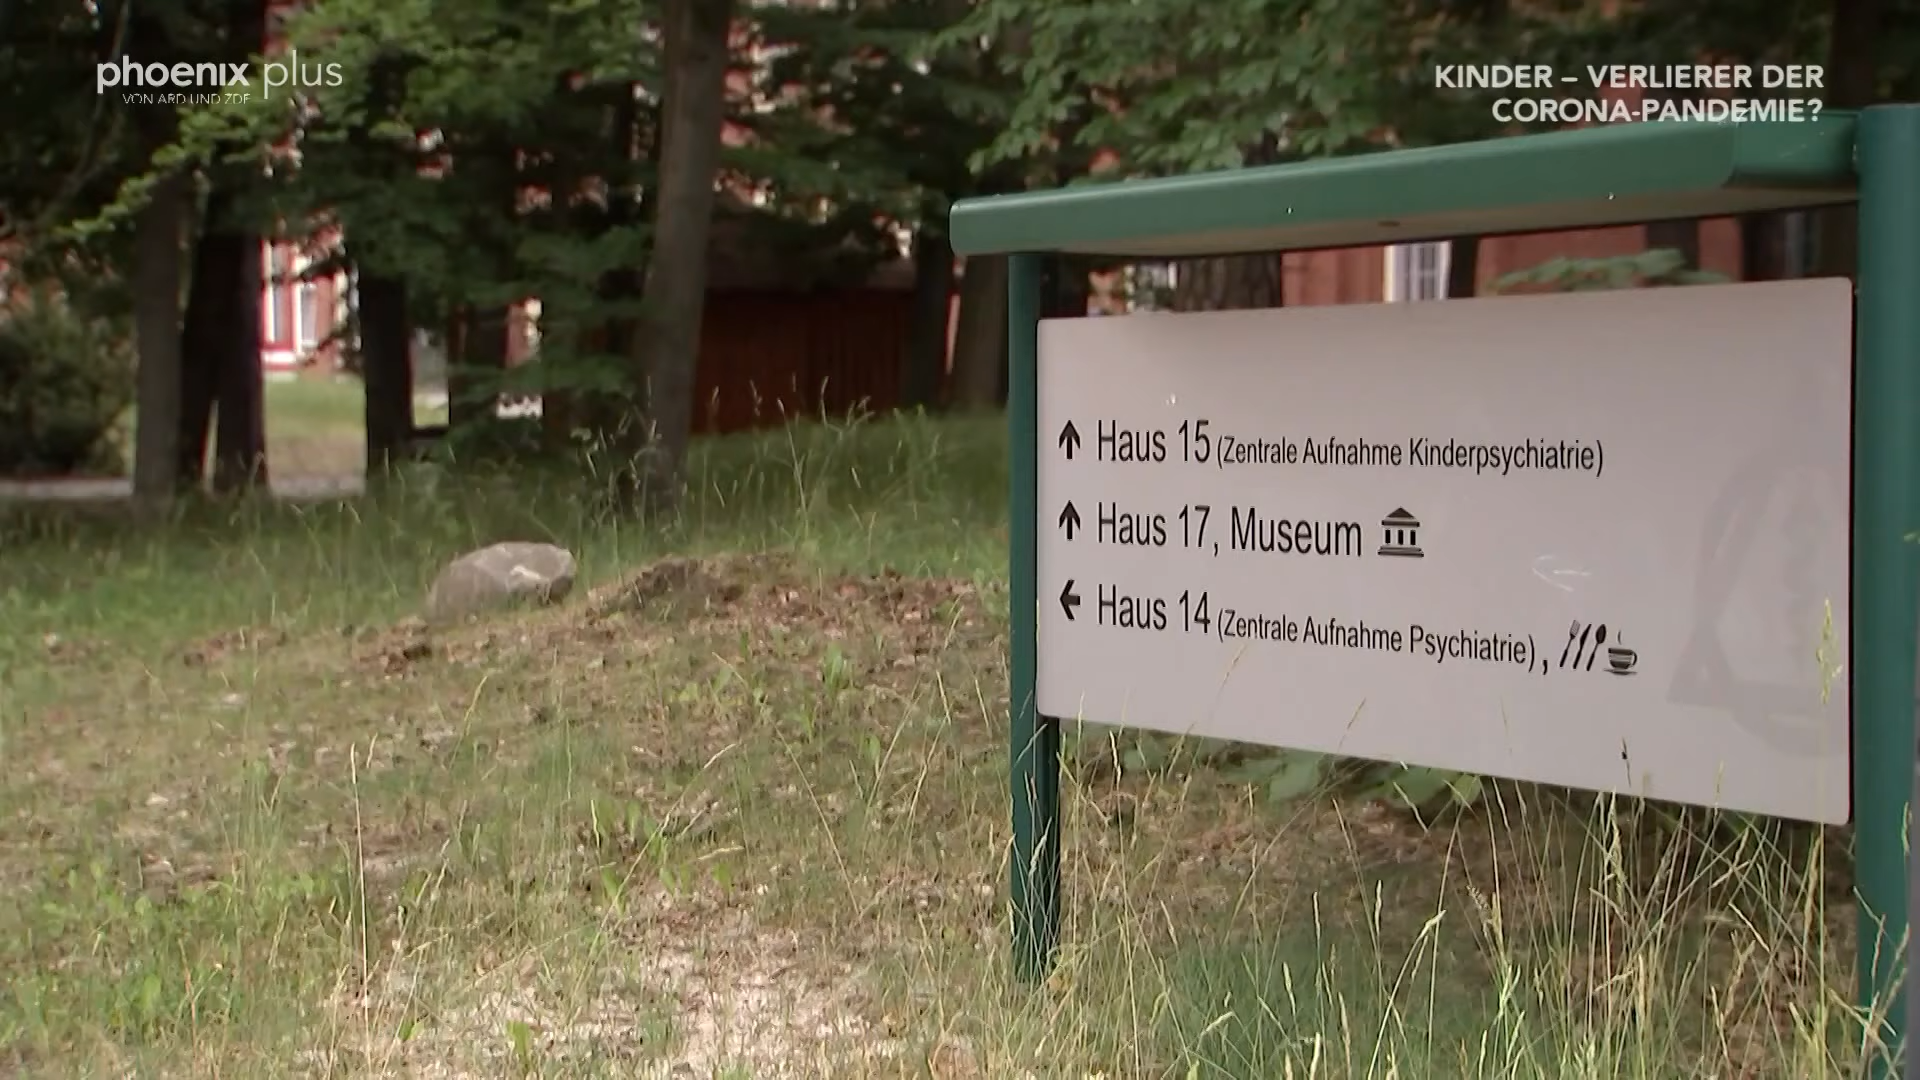 phoenix plus
VON ARD UND ZDF
KINDER – VERLIERER DER
CORONA-PANDEMIE?
Haus 15 (Zentrale Aufnahme Kinderpsychiatrie)
Haus 17, Museum
Haus 14 (Zentrale Aufnahme Psychiatrie) ,